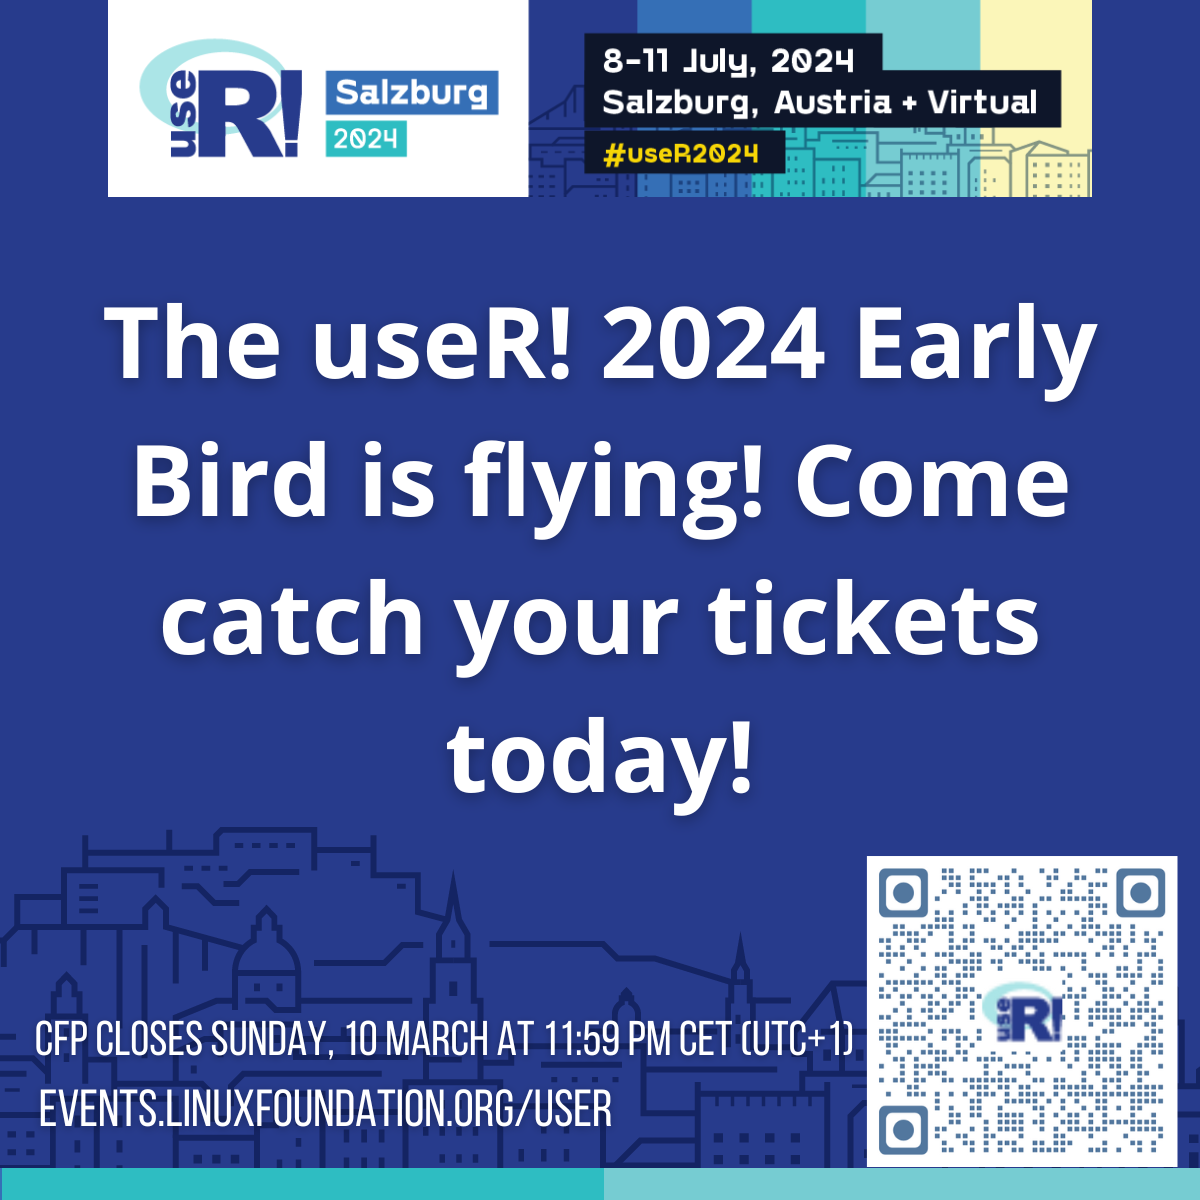 use R!
Salzburg
2024
8-11 July, 2024
Salzburg, Austria + Virtual
#useR2024
The useR! 2024 Early
Bird is flying! Come
catch your tickets
today!
CFP CLOSES SUNDAY, 10 MARCH AT 11:59 PM CET (UTC+1)
EVENTS.LINUXFOUNDATION.ORG/USER
use R!